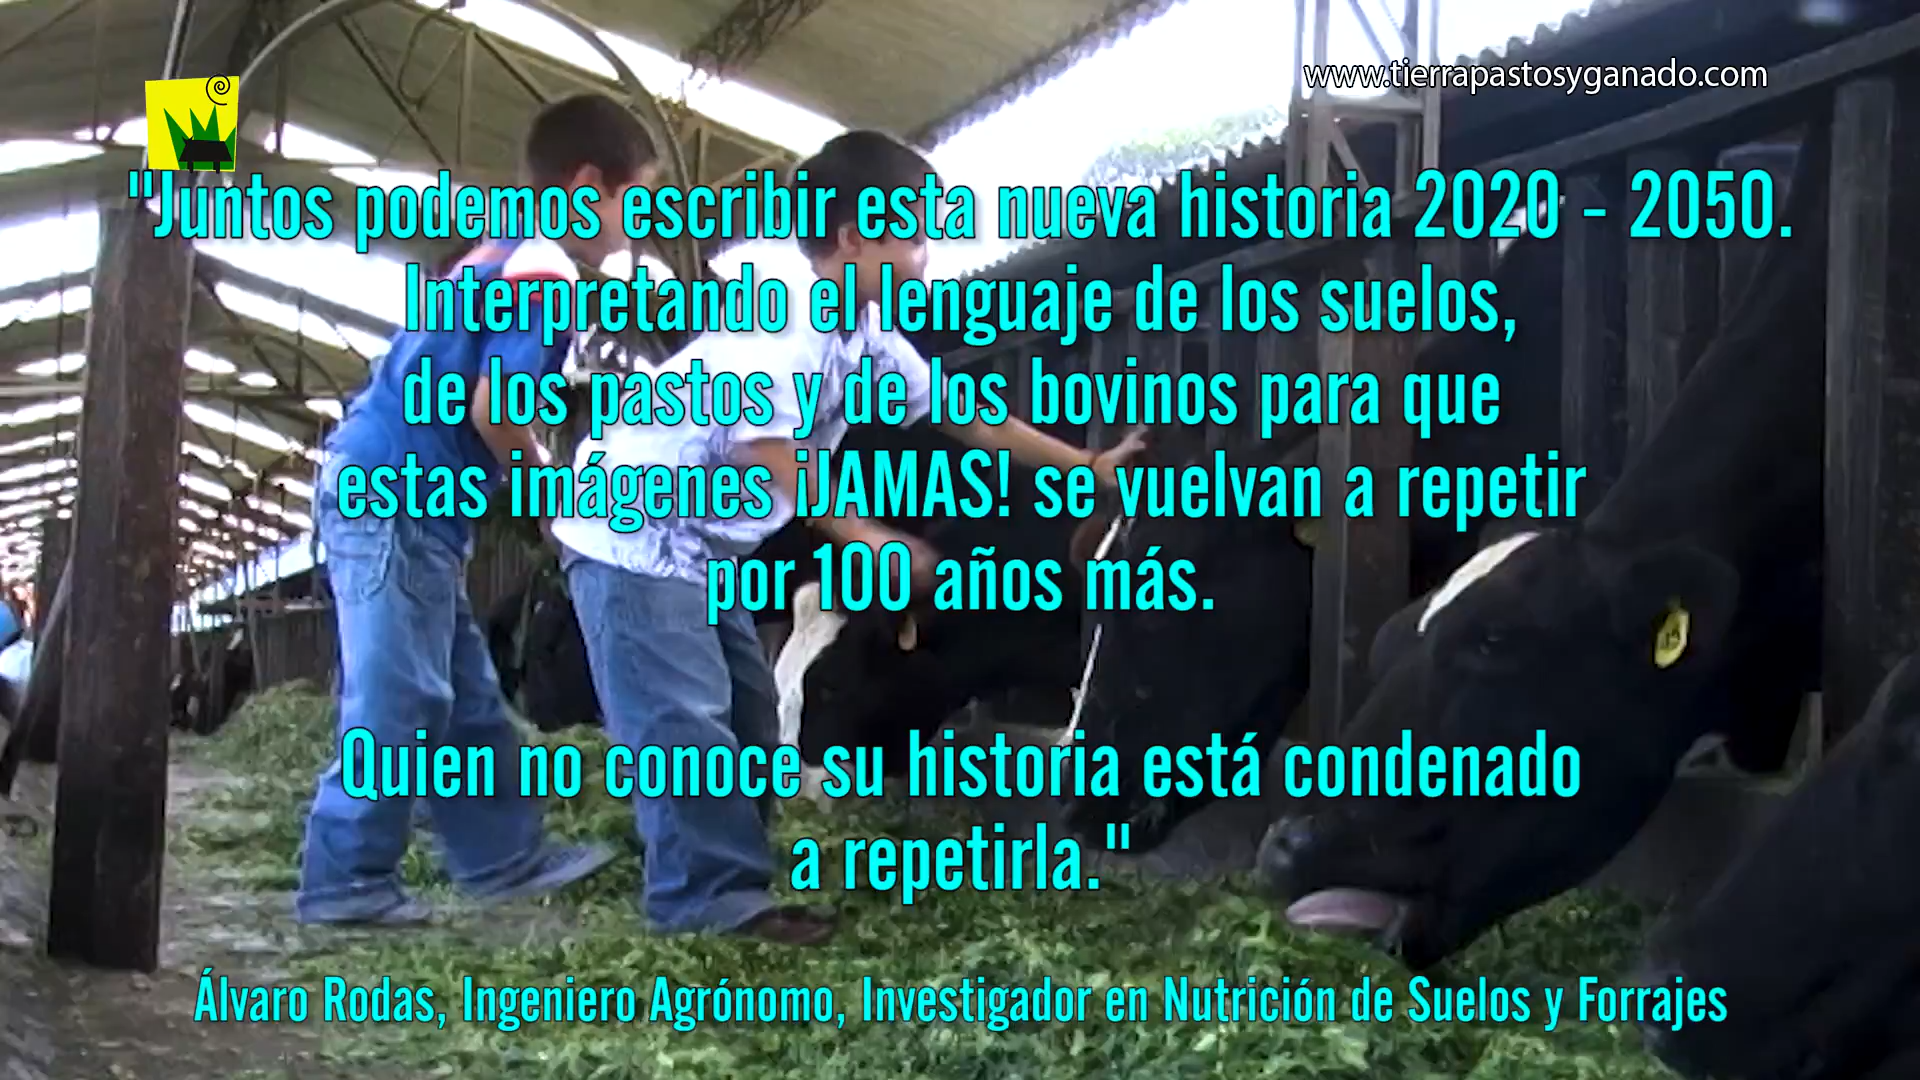 www.tierrapastosyganado.com
"Juntos podemos escribir esta nueva historia 2020 - 2050.
Interpretando el lenguaje de los suelos,
de los pastos y de los bovinos para que
estas imágenes ¡JAMAS! se vuelvan a repetir
por 100 años más.
Quien no conoce su historia está condenado
a repetirla."
Álvaro Rodas, Ingeniero Agrónomo, Investigador en Nutrición de Suelos y Forrajes